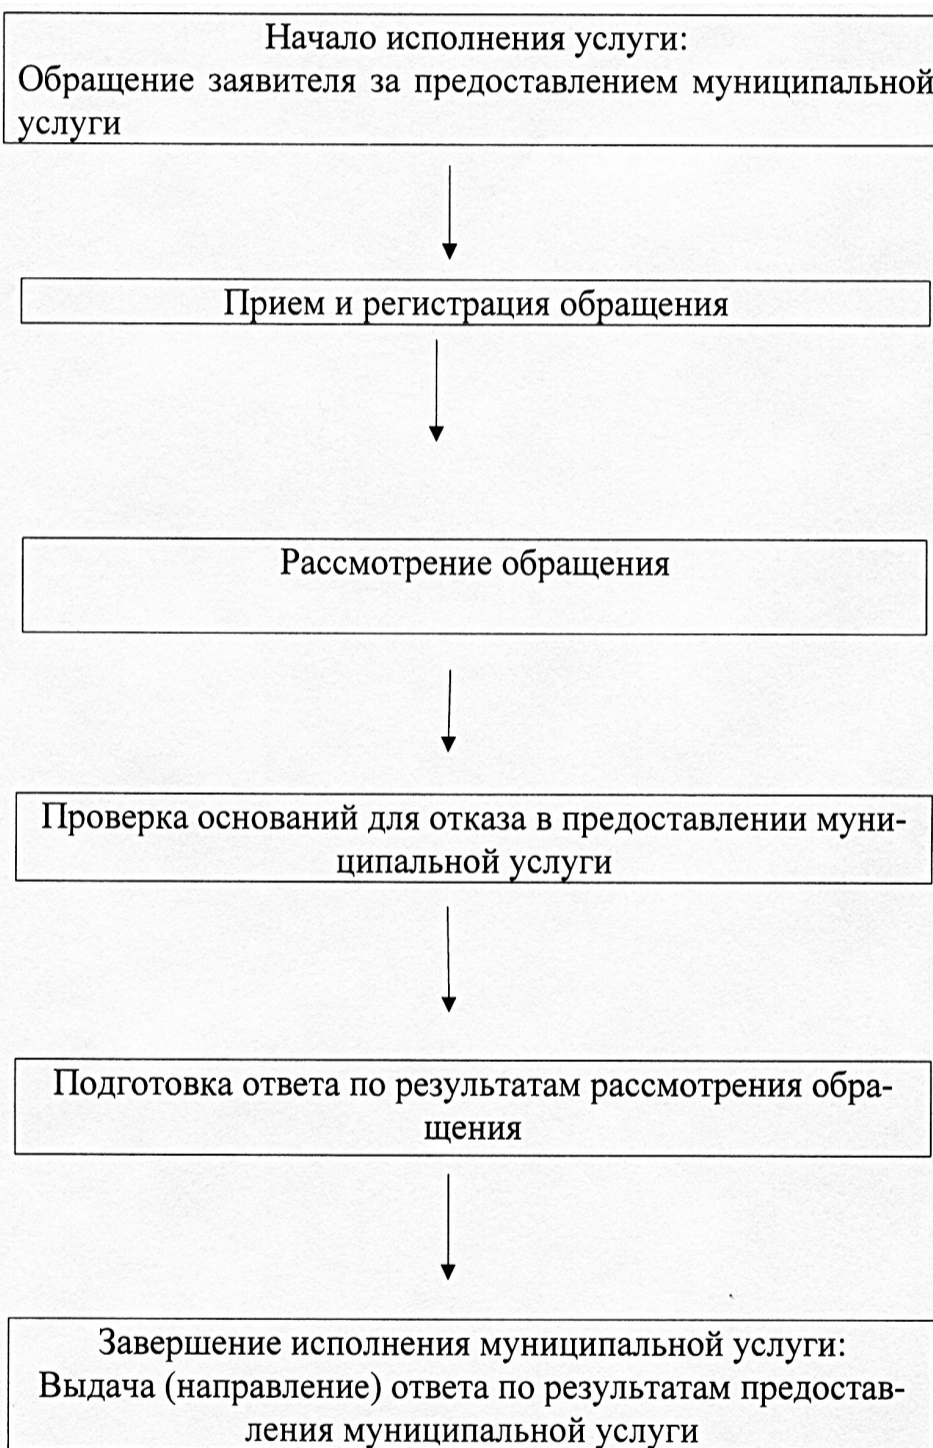 Начало исполнения услуги:
Обращение заявителя за предоставлением муниципальной
услуги
Прием и регистрация обращения
Рассмотрение обращения
Проверка оснований для отказа в предоставлении муни-
ципальной услуги
Подготовка ответа по результатам рассмотрения обра-
щения
Завершение исполнения муниципальной услуги:
Выдача (направление) ответа по результатам предостав-
ления муниципальной услуги